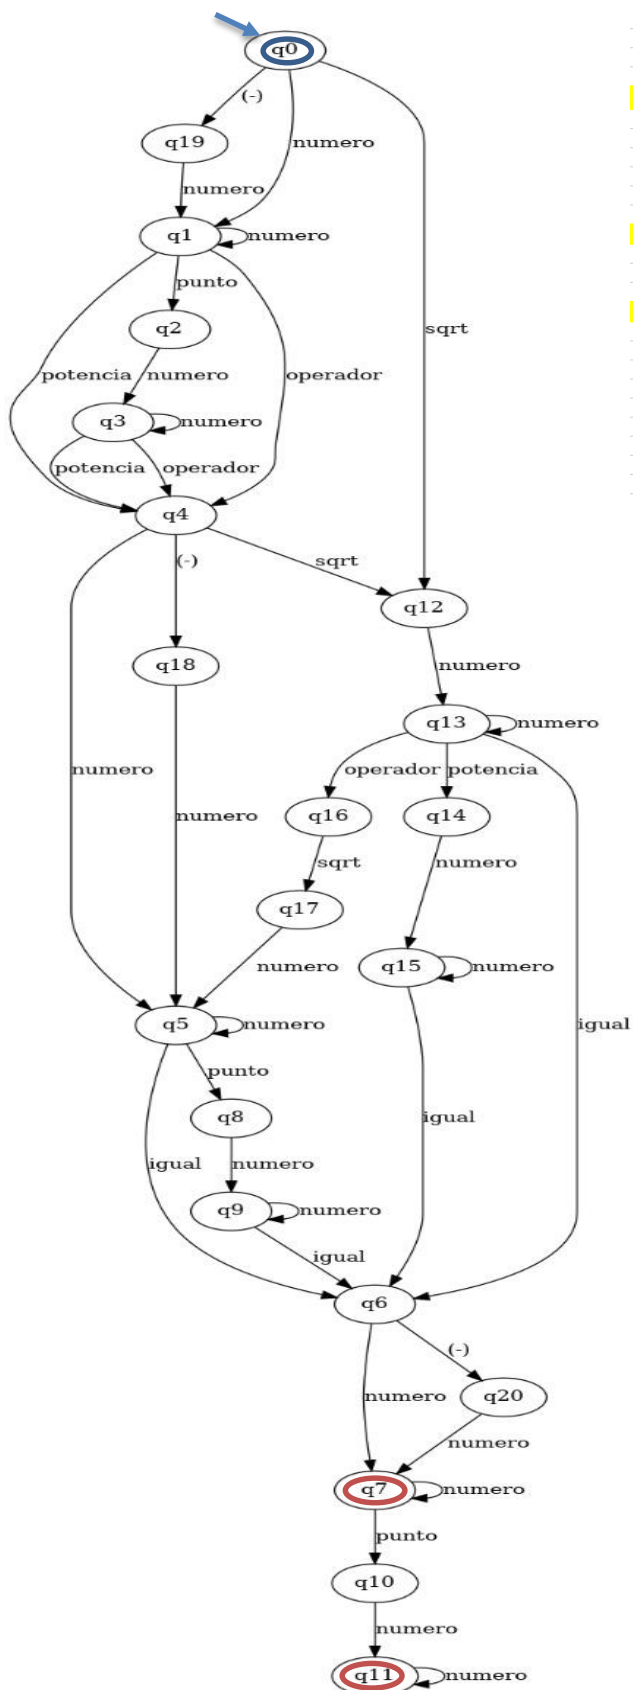 q0
(-)
q19
numero
numero
q1
numero
punto
q2
sqrt
potencia
numero
operador
q3
numero
potencia
operador
q4
(-)
sqrt
q12
q18
numero
q13
numero
numero
operador
potencia
q16
numero
q14
sqrt
numero
q17
q15
numero
numero
q5
numero
igual
punto
q8
igual
igual
numero
q9
numero
igual
q6
(-)
numero
q20
numero
q7
numero
punto
q10
numero
q11
numero